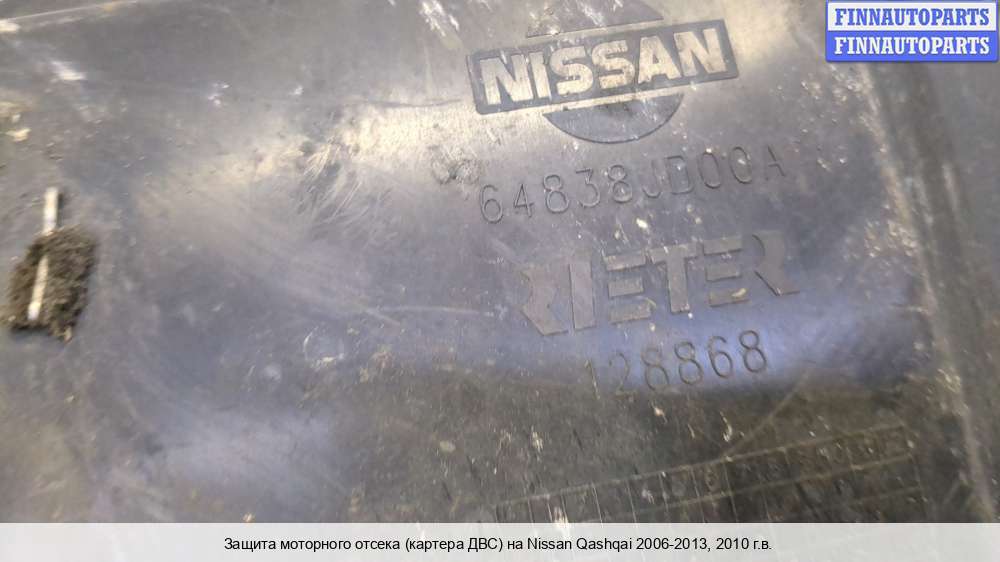 FINNAUTOPARTS
FINNAUTOPARTS
NISSAN
64838JD00A
RIETER
128868
Защита моторного отсека (картера ДВС) на Nissan Qashqai 2006-2013, 2010 г.в.